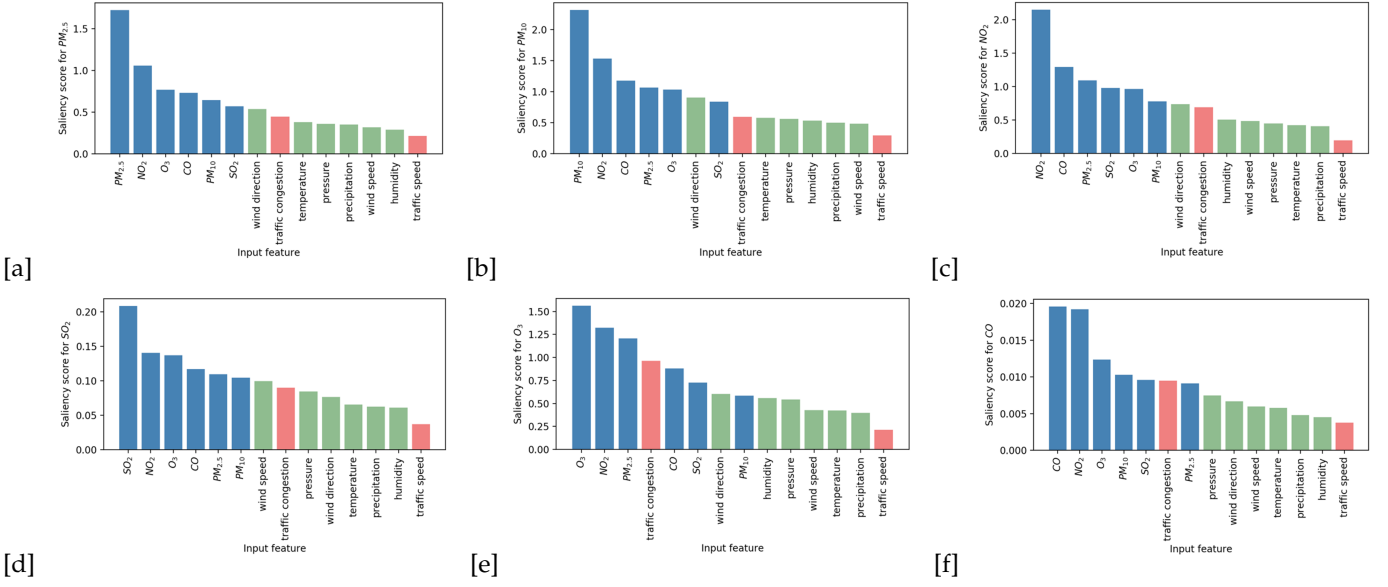 Saliency score for PM2.5
1.5
1.0
0.5
0.0
PM2.5
NO2
O3
CO
PM10
SO2
wind direction
traffic congestion
temperature
pressure
precipitation
wind speed
humidity
traffic speed
Input feature
[a]
Saliency score for PM10
2.0
1.5
1.0
0.5
0.0
PM10
NO2
CO
PM2.5
O3
wind direction
SO2
traffic congestion
temperature
pressure
humidity
precipitation
wind speed
traffic speed
Input feature
[b]
Saliency score for NO2
2.0
1.5
1.0
0.5
0.0
NO2
CO
PM2.5
SO2
O3
PM10
wind direction
traffic congestion
humidity
wind speed
pressure
temperature
precipitation
traffic speed
Input feature
[c]
Saliency score for SO2
0.20
0.15
0.10
0.05
0.00
SO2
NO2
O3
CO
PM2.5
PM10
wind speed
traffic congestion
pressure
wind direction
temperature
precipitation
humidity
traffic speed
Input feature
[d]
Saliency score for O3
1.50
1.25
1.00
0.75
0.50
0.25
0.00
O3
NO2
PM2.5
traffic congestion
CO
SO2
wind direction
PM10
humidity
pressure
wind speed
temperature
precipitation
traffic speed
Input feature
[e]
Saliency score for CO
0.020
0.015
0.010
0.005
0.000
CO
NO2
O3
PM10
SO2
traffic congestion
PM2.5
pressure
wind direction
wind speed
temperature
precipitation
humidity
traffic speed
Input feature
[f]